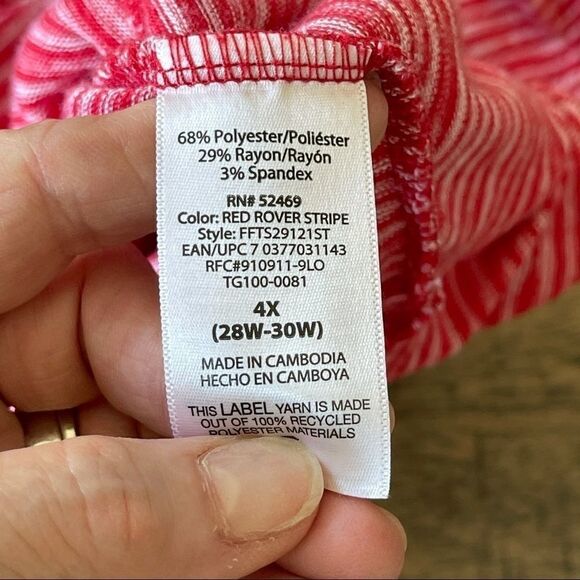 68% Polyester/Poliéster
29% Rayon/Rayón
3% Spandex
RN# 52469
Color: RED ROVER STRIPE
Style: FFTS29121ST
EAN/UPC 7 0377031143
RFC#910911-9LO
TG100-0081
4X
(28W-30W)
MADE IN CAMBODIA
HECHO EN CAMBOYA
THIS LABEL YARN IS MADE
OUT OF 100% RECYCLED
POLYESTER MATERIALS